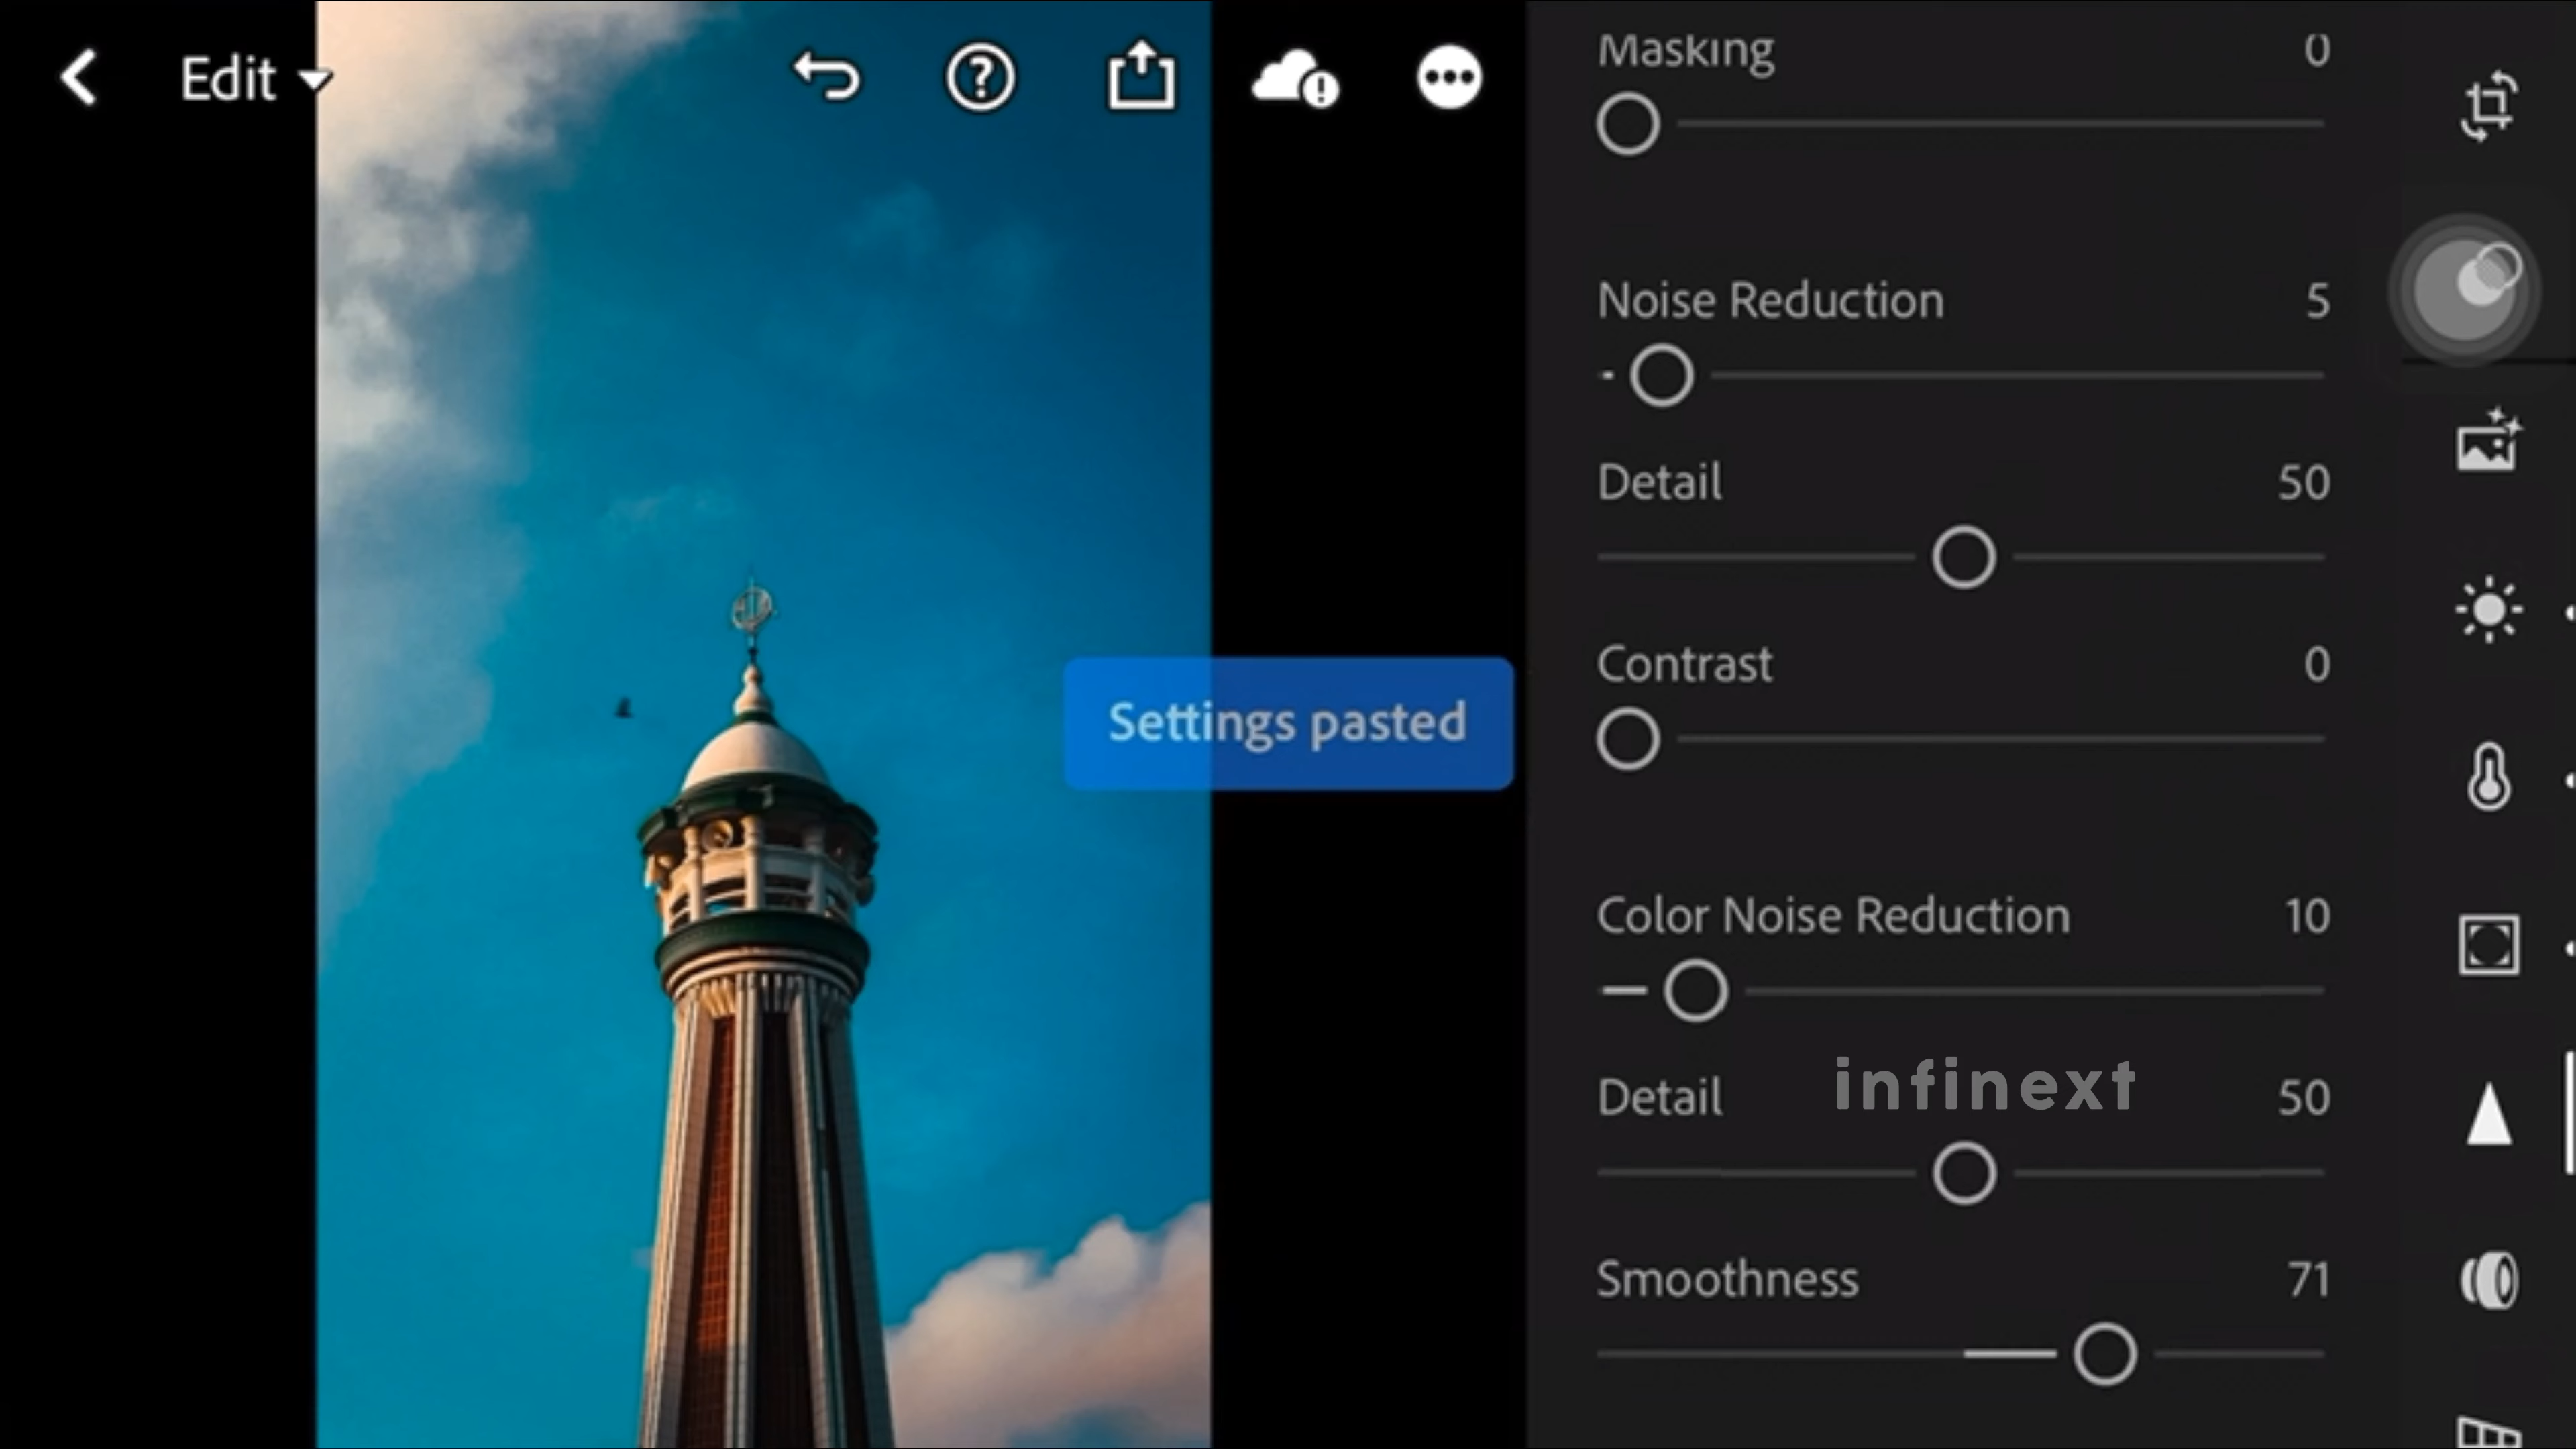 Edit
Masking 0
Noise Reduction 5
Detail 50
Contrast 0
Settings pasted
Color Noise Reduction 10
infinext
Detail 50
Smoothness 71